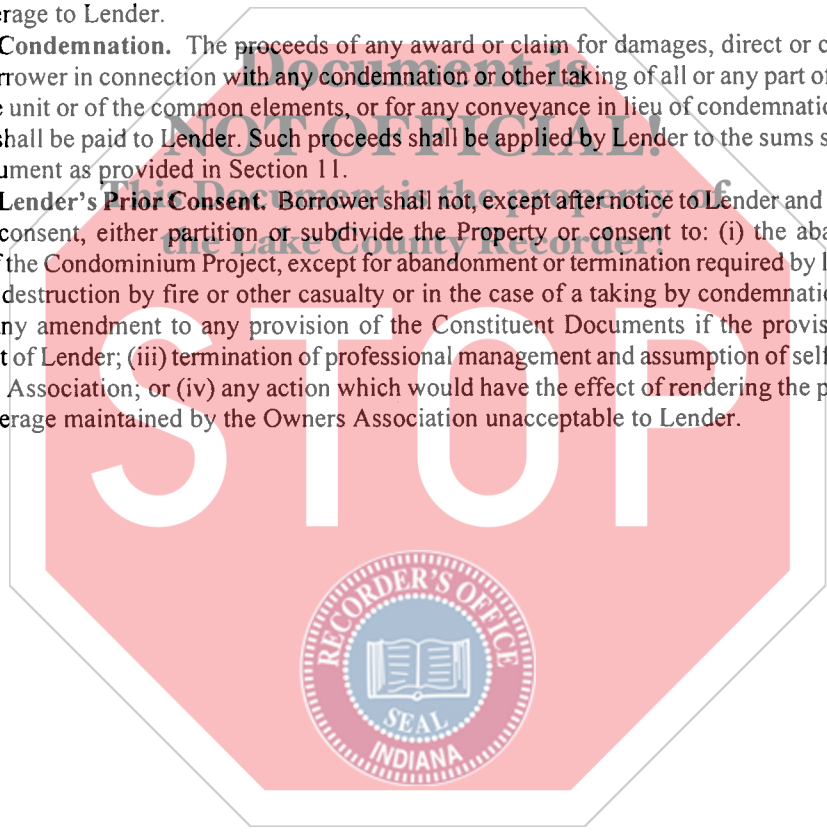 erage to Lender.
Condemnation. The proceeds of any award or claim for damages, direct or c
rrower in connection with any condemnation or other taking of all or any part of
e unit or of the common elements, or for any conveyance in lieu of condemnatio
shall be paid to Lender. Such proceeds shall be applied by Lender to the sums s
ument as provided in Section 11.
Lender's Prior Consent. Borrower shall not, except after notice to Lender and
consent, either partition or subdivide the Property or consent to: (i) the aba
f the Condominium Project, except for abandonment or termination required by l
destruction by fire or other casualty or in the case of a taking by condemnatio
ny amendment to any provision of the Constituent Documents if the provis
t of Lender; (iii) termination of professional management and assumption of self
Association; or (iv) any action which would have the effect of rendering the p
erage maintained by the Owners Association unacceptable to Lender.
Document is
NOT OFFICIAL!
This Document is the property of
the Lake County Recorder!
STOP
RECORDER'S OFFICE
SEAL
INDIANA